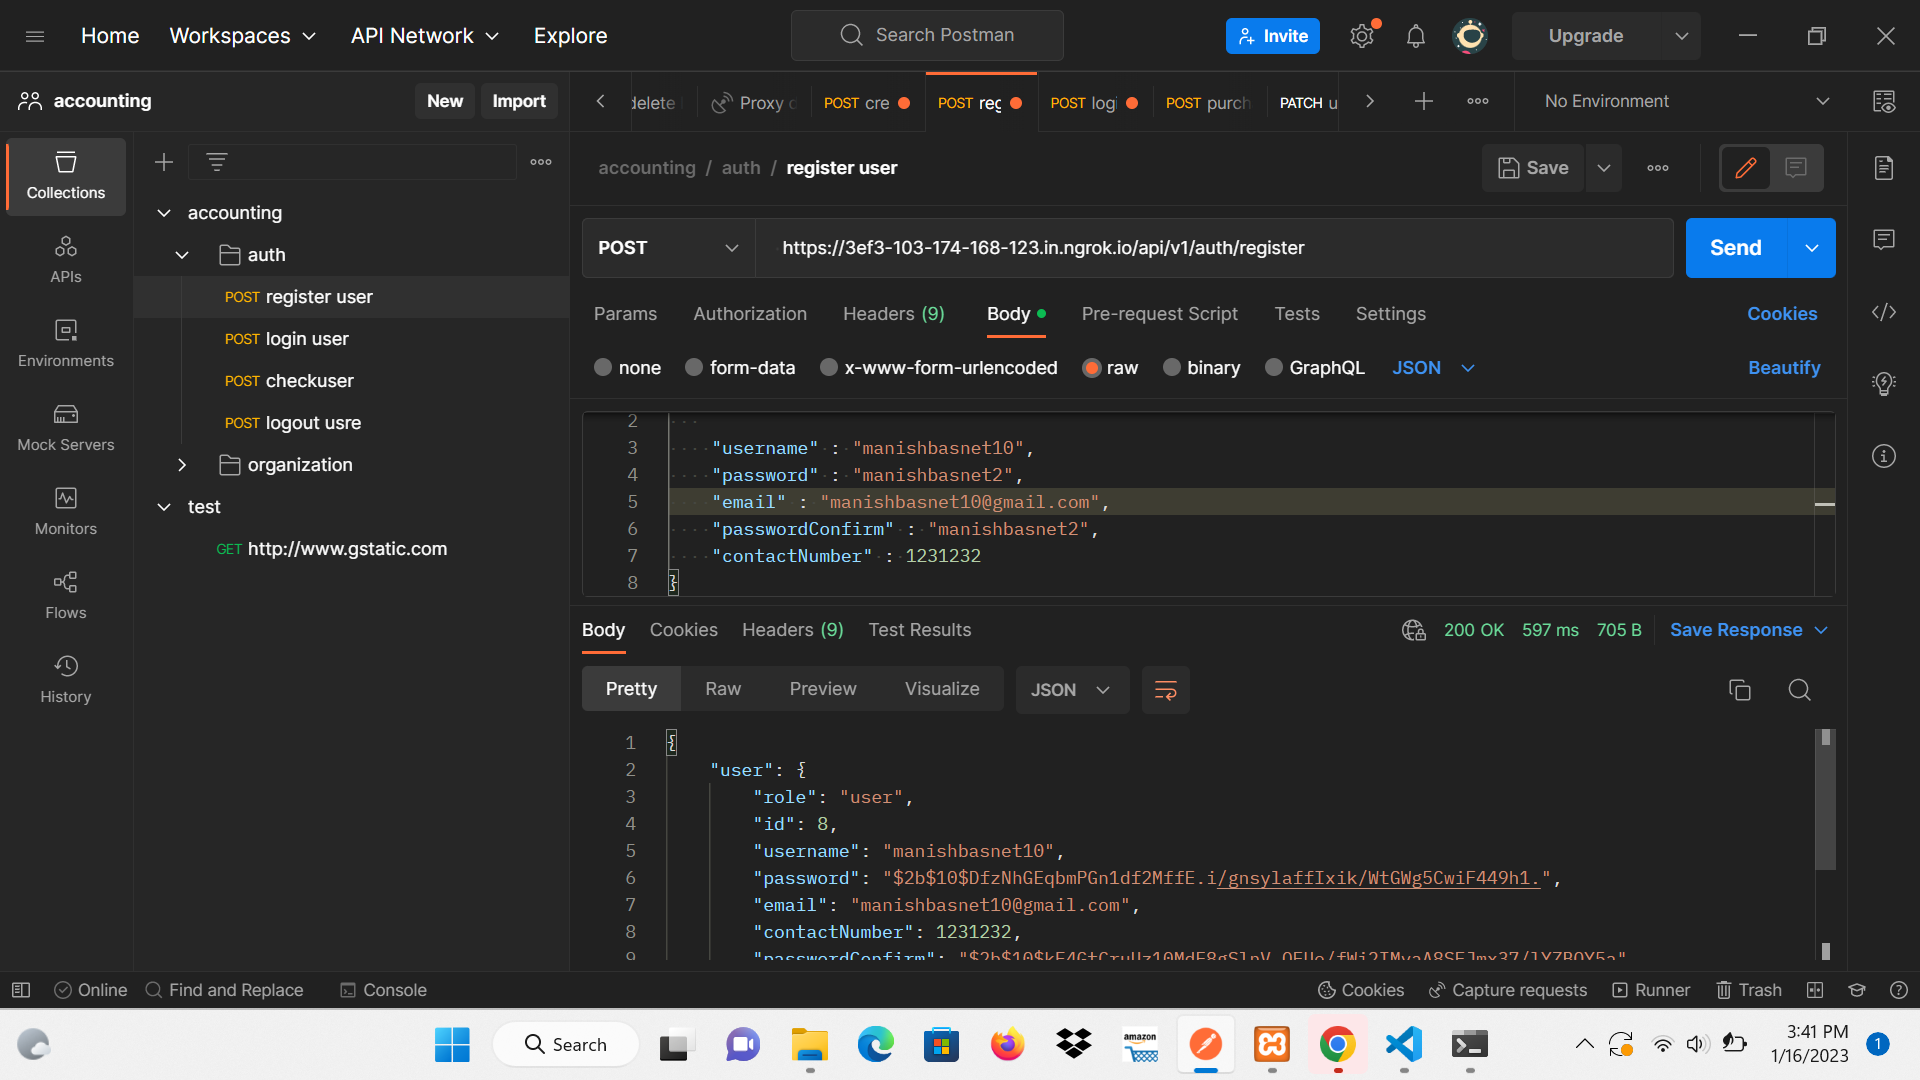 Home Workspaces API Network Explore Search Postman Invite Upgrade
accounting New Import delete Proxy POST cre POST reg POST logi POST purch PATCH u No Environment
Collections
APIs
Environments
Mock Servers
Monitors
Flows
History
accounting
auth
POST register user
POST login user
POST checkuser
POST logout usre
organization
test
GET http://www.gstatic.com
accounting / auth / register user Save
POST https://3ef3-103-174-168-123.in.ngrok.io/api/v1/auth/register Send
Params Authorization Headers (9) Body Pre-request Script Tests Settings Cookies
none form-data x-www-form-urlencoded raw binary GraphQL JSON Beautify
2
3 "username" : "manishbasnet10",
4 "password" : "manishbasnet2",
5 "email" : "manishbasnet10@gmail.com",
6 "passwordConfirm" : "manishbasnet2",
7 "contactNumber" : 1231232
8 }
Body Cookies Headers (9) Test Results 200 OK 597 ms 705 B Save Response
Pretty Raw Preview Visualize JSON
1 {
2 "user": {
3 "role": "user",
4 "id": 8,
5 "username": "manishbasnet10",
6 "password": "$2b$10$DfzNhGEqbmPGn1df2MffE.i/gnsylaffIxik/WtGWg5CwiF449h1.",
7 "email": "manishbasnet10@gmail.com",
8 "contactNumber": 1231232,
9 "passwordConfirm":
Online Find and Replace Console Cookies Capture requests Runner Trash
Search amazon 3:41 PM
1/16/2023 1